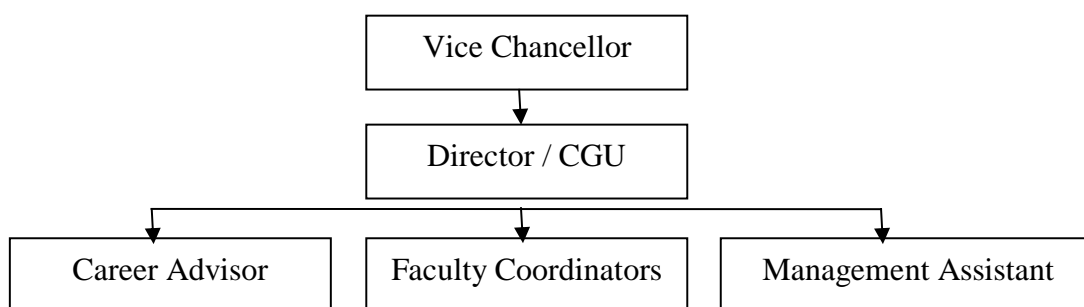 Vice Chancellor
Director / CGU
Career Advisor
Faculty Coordinators
Management Assistant